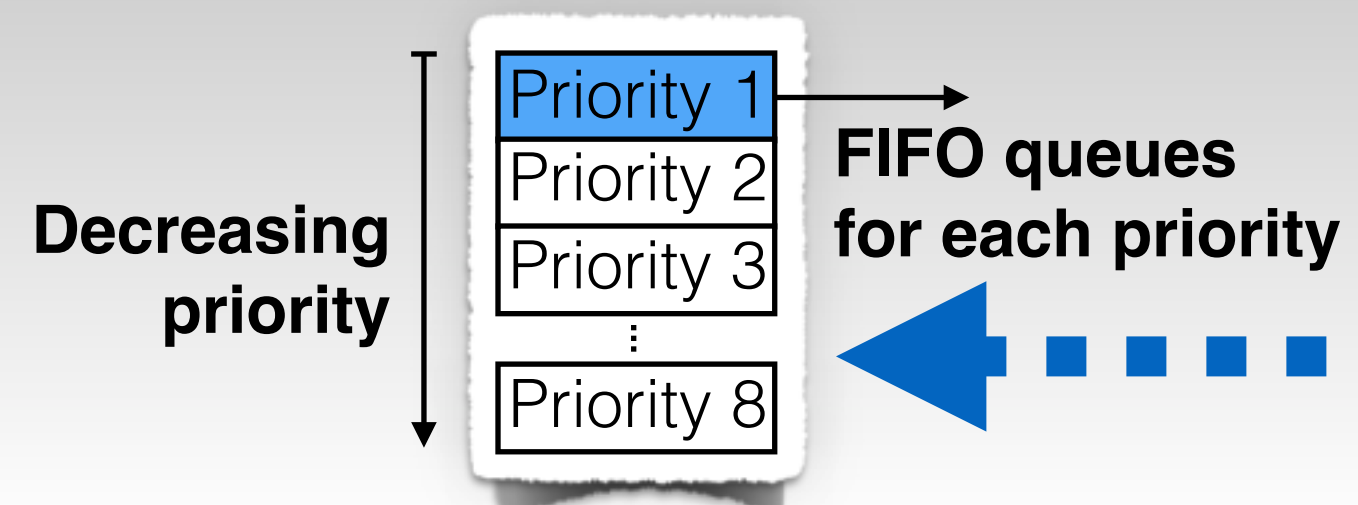 Decreasing
priority
Priority 1
Priority 2
Priority 3
⋮
Priority 8
FIFO queues
for each priority